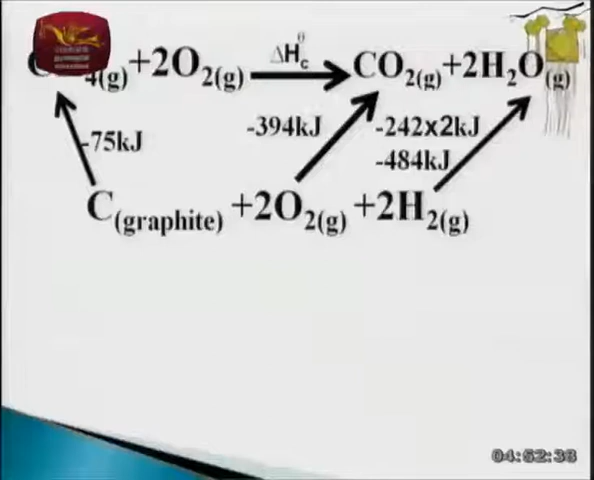 4(g)+2O2(g) ΔHc^θ CO2(g)+2H2O(g)
-75kJ -394kJ -242x2kJ
-484kJ
C(graphite) +2O2(g) +2H2(g)
04:52:38